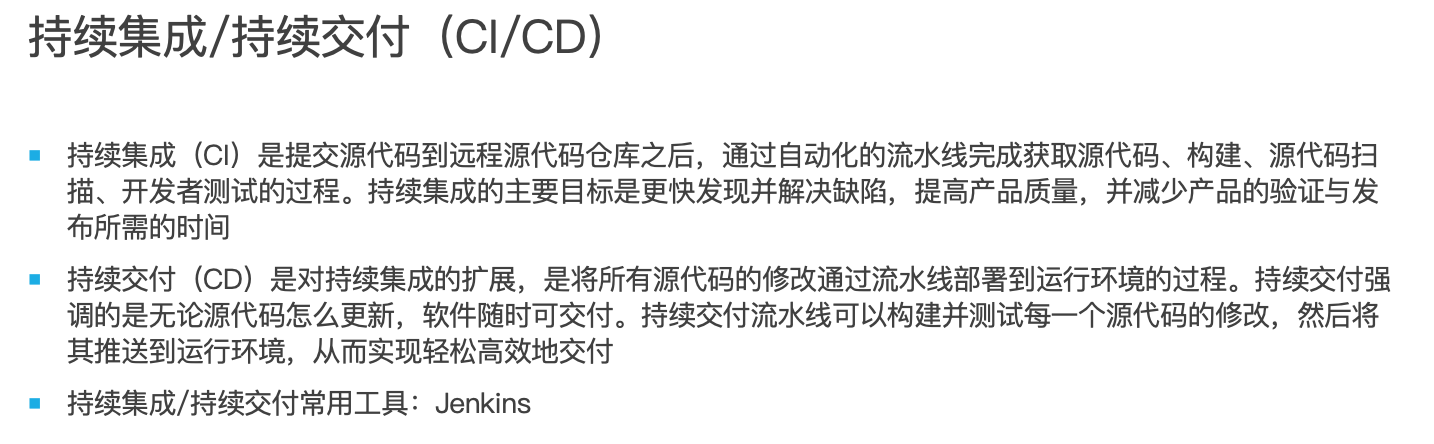 持续集成/持续交付（CI/CD）
▪ 持续集成（CI）是提交源代码到远程源代码仓库之后，通过自动化的流水线完成获取源代码、构建、源代码扫
描、开发者测试的过程。持续集成的主要目标是更快发现并解决缺陷，提高产品质量，并减少产品的验证与发
布所需的时间
▪ 持续交付（CD）是对持续集成的扩展，是将所有源代码的修改通过流水线部署到运行环境的过程。持续交付强
调的是无论源代码怎么更新，软件随时可交付。持续交付流水线可以构建并测试每一个源代码的修改，然后将
其推送到运行环境，从而实现轻松高效地交付
▪ 持续集成/持续交付常用工具：Jenkins